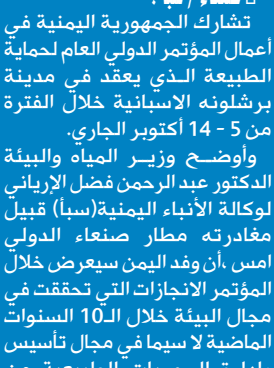 تشارك الجمهورية اليمنية في
أعمال المؤتمر الدولي العام لحماية
الطبيعة الـذي يعقد في مدينة
برشلونه الاسبانية خلال الفترة
من 5 - 14 أكتوبر الجاري.
وأوضــح وزيــر المياه والبيئة
الدكتور عبد الرحمن فضل الإرياني
لوكالة الأنباء اليمنية(سبأ) قبيل
مغادرته مطار صنعاء الدولي
امس ،أن وفد اليمن سيعرض خلال
المؤتمر الانجازات التي تحققت في
مجال البيئة خلال الـ10 السنوات
الماضية لا سيما في مجال تأسيس